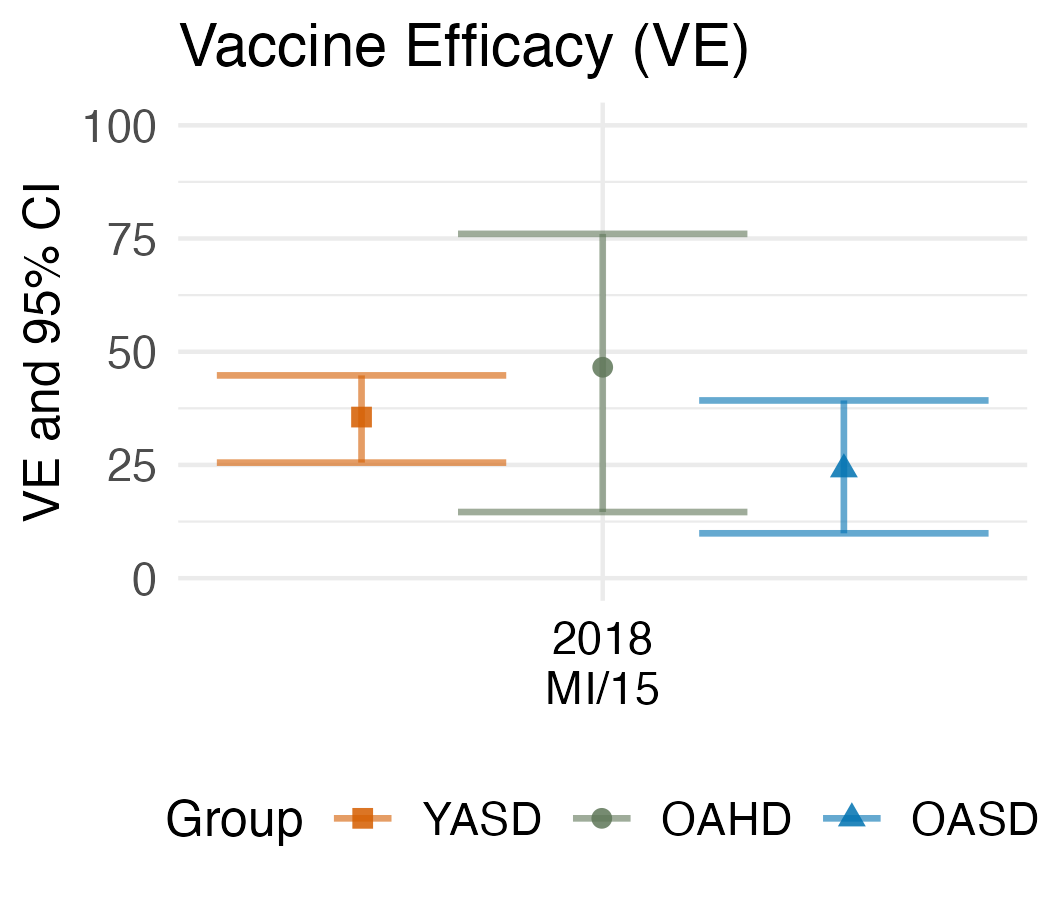 Vaccine Efficacy (VE)
VE and 95% CI
100
75
50
25
0
2018
MI/15
Group YASD OAHD OASD